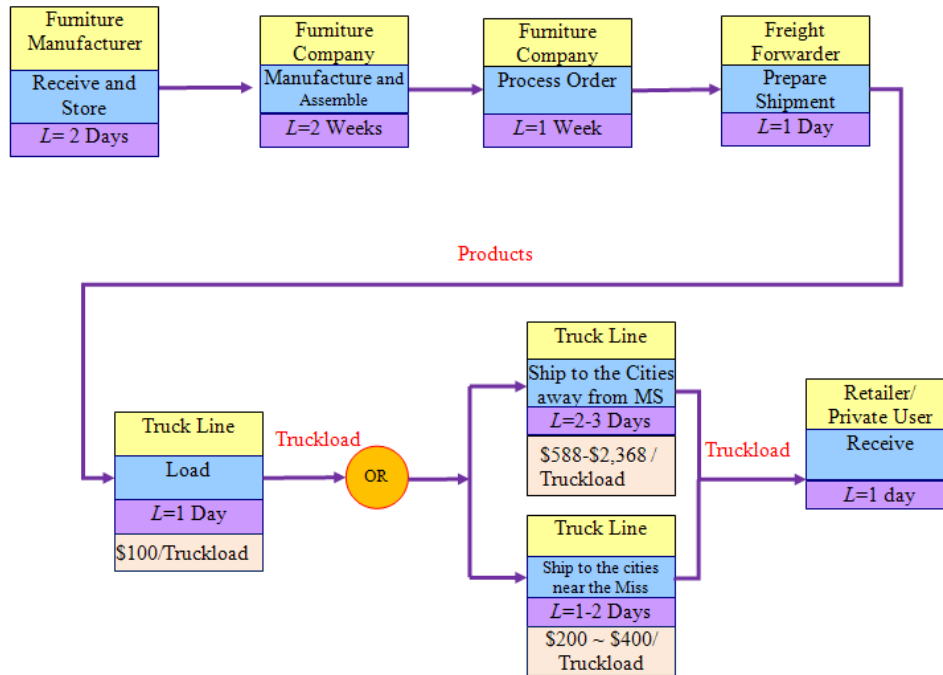 Furniture
Manufacturer
Receive and
Store
L= 2 Days
Furniture
Company
Manufacture and
Assemble
L=2 Weeks
Furniture
Company
Process Order
L=1 Week
Freight
Forwarder
Prepare
Shipment
L=1 Day
Products
Truck Line
Load
L=1 Day
$100/Truckload
Truckload
OR
Truck Line
Ship to the Cities
away from MS
L=2-3 Days
$588-$2,368 /
Truckload
Truck Line
Ship to the cities
near the Miss
L=1-2 Days
$200 ~ $400/
Truckload
Truckload
Retailer/
Private User
Receive
L=1 day